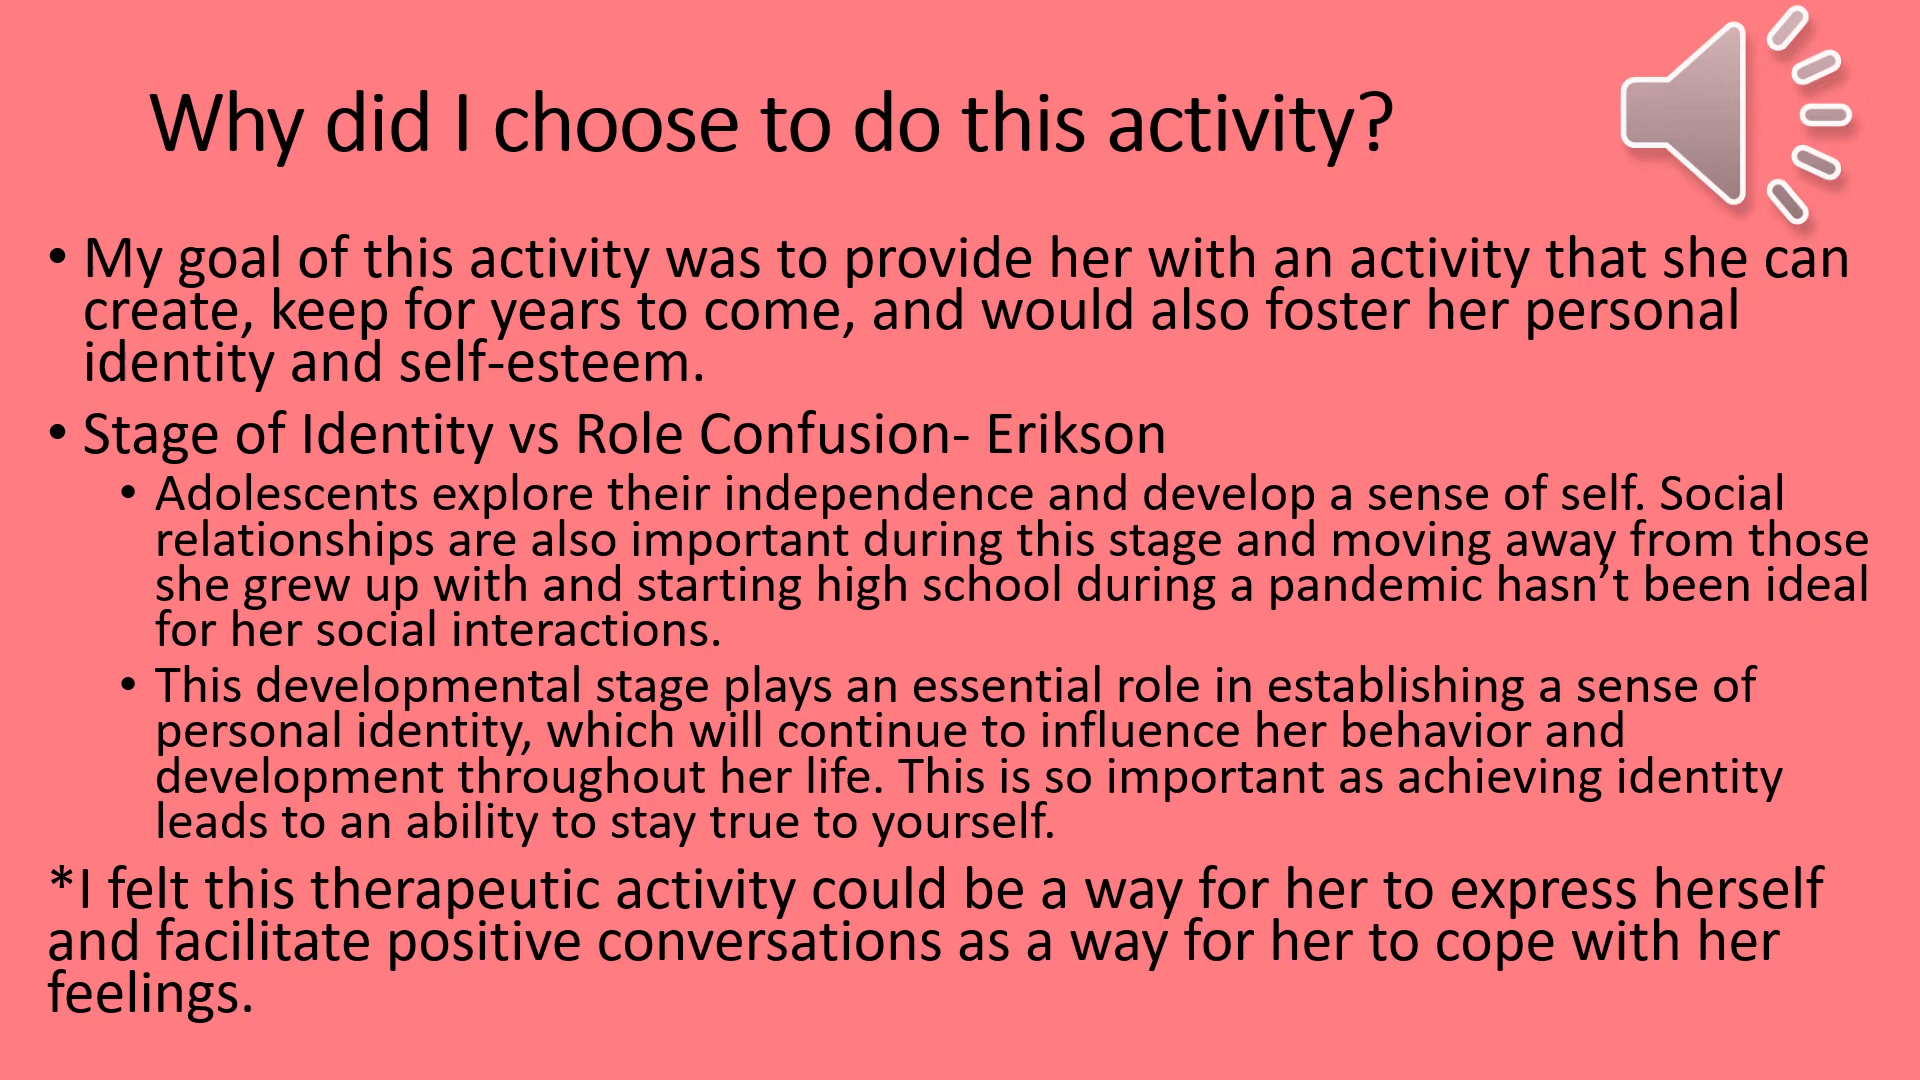 Why did I choose to do this activity?
• My goal of this activity was to provide her with an activity that she can
create, keep for years to come, and would also foster her personal
identity and self-esteem.
• Stage of Identity vs Role Confusion- Erikson
• Adolescents explore their independence and develop a sense of self. Social
relationships are also important during this stage and moving away from those
she grew up with and starting high school during a pandemic hasn’t been ideal
for her social interactions.
• This developmental stage plays an essential role in establishing a sense of
personal identity, which will continue to influence her behavior and
development throughout her life. This is so important as achieving identity
leads to an ability to stay true to yourself.
*I felt this therapeutic activity could be a way for her to express herself
and facilitate positive conversations as a way for her to cope with her
feelings.